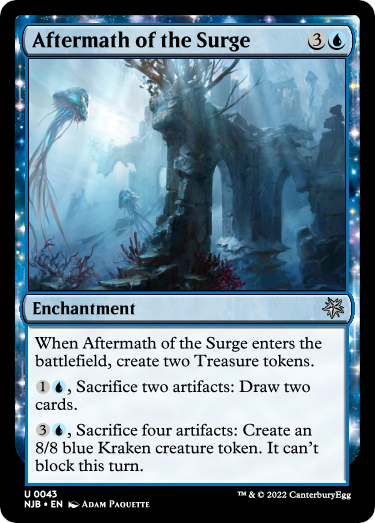 Aftermath of the Surge 3
Enchantment
When Aftermath of the Surge enters the
battlefield, create two Treasure tokens.
1, Sacrifice two artifacts: Draw two
cards.
3, Sacrifice four artifacts: Create an
8/8 blue Kraken creature token. It can't
block this turn.
U 0043
NJB • EN Adam Paquette
™ & © 2022 CanterburyEgg